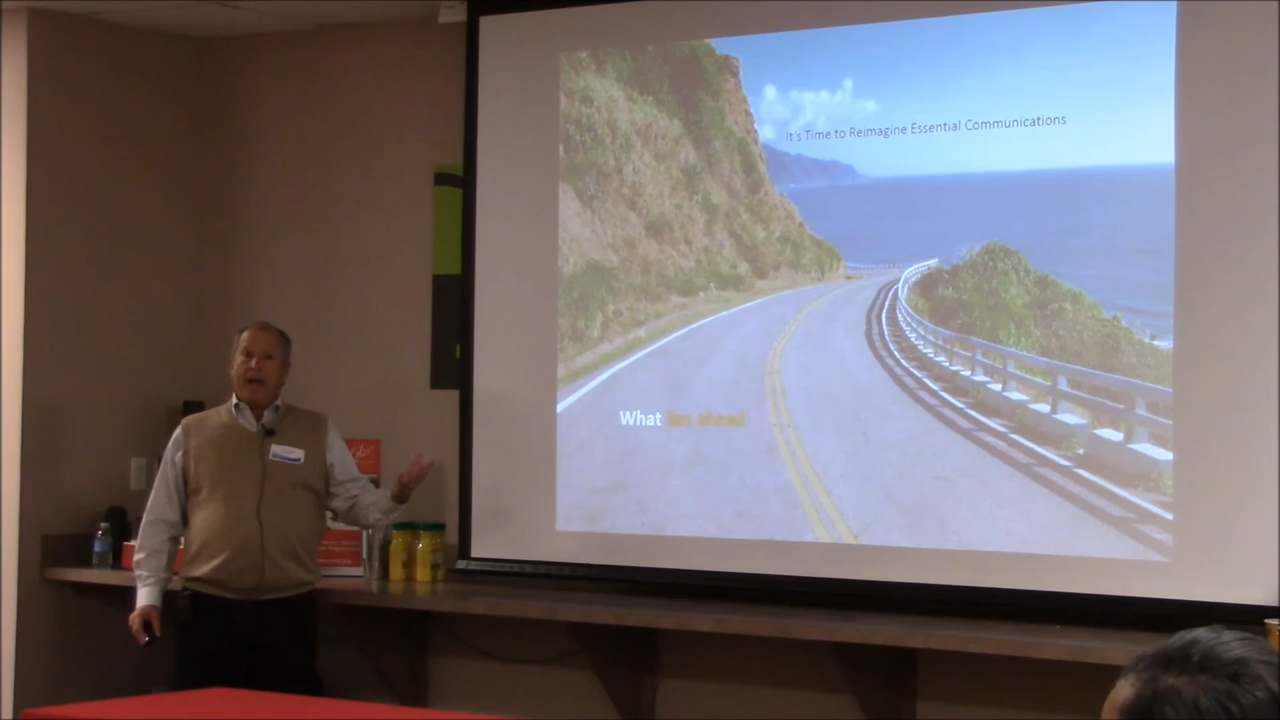 It's Time to Reimagine Essential Communications
What lies ahead